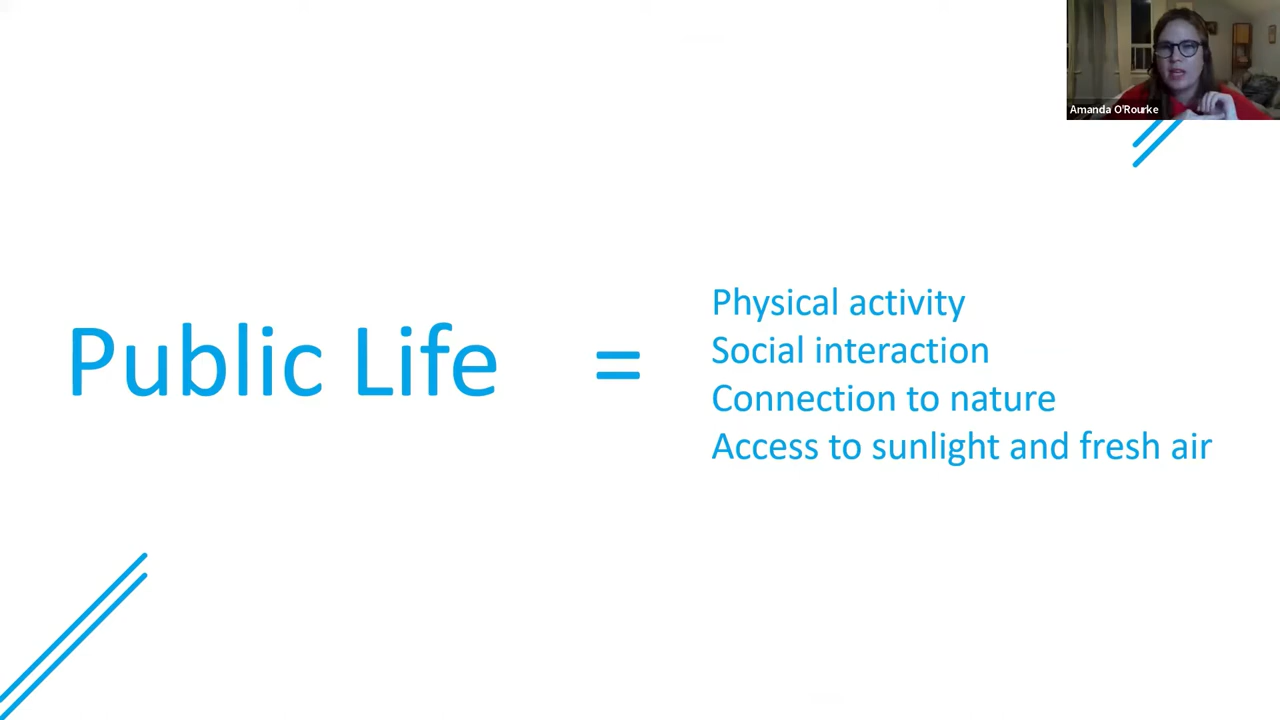 Amanda O'Rourke
Public Life =
Physical activity
Social interaction
Connection to nature
Access to sunlight and fresh air